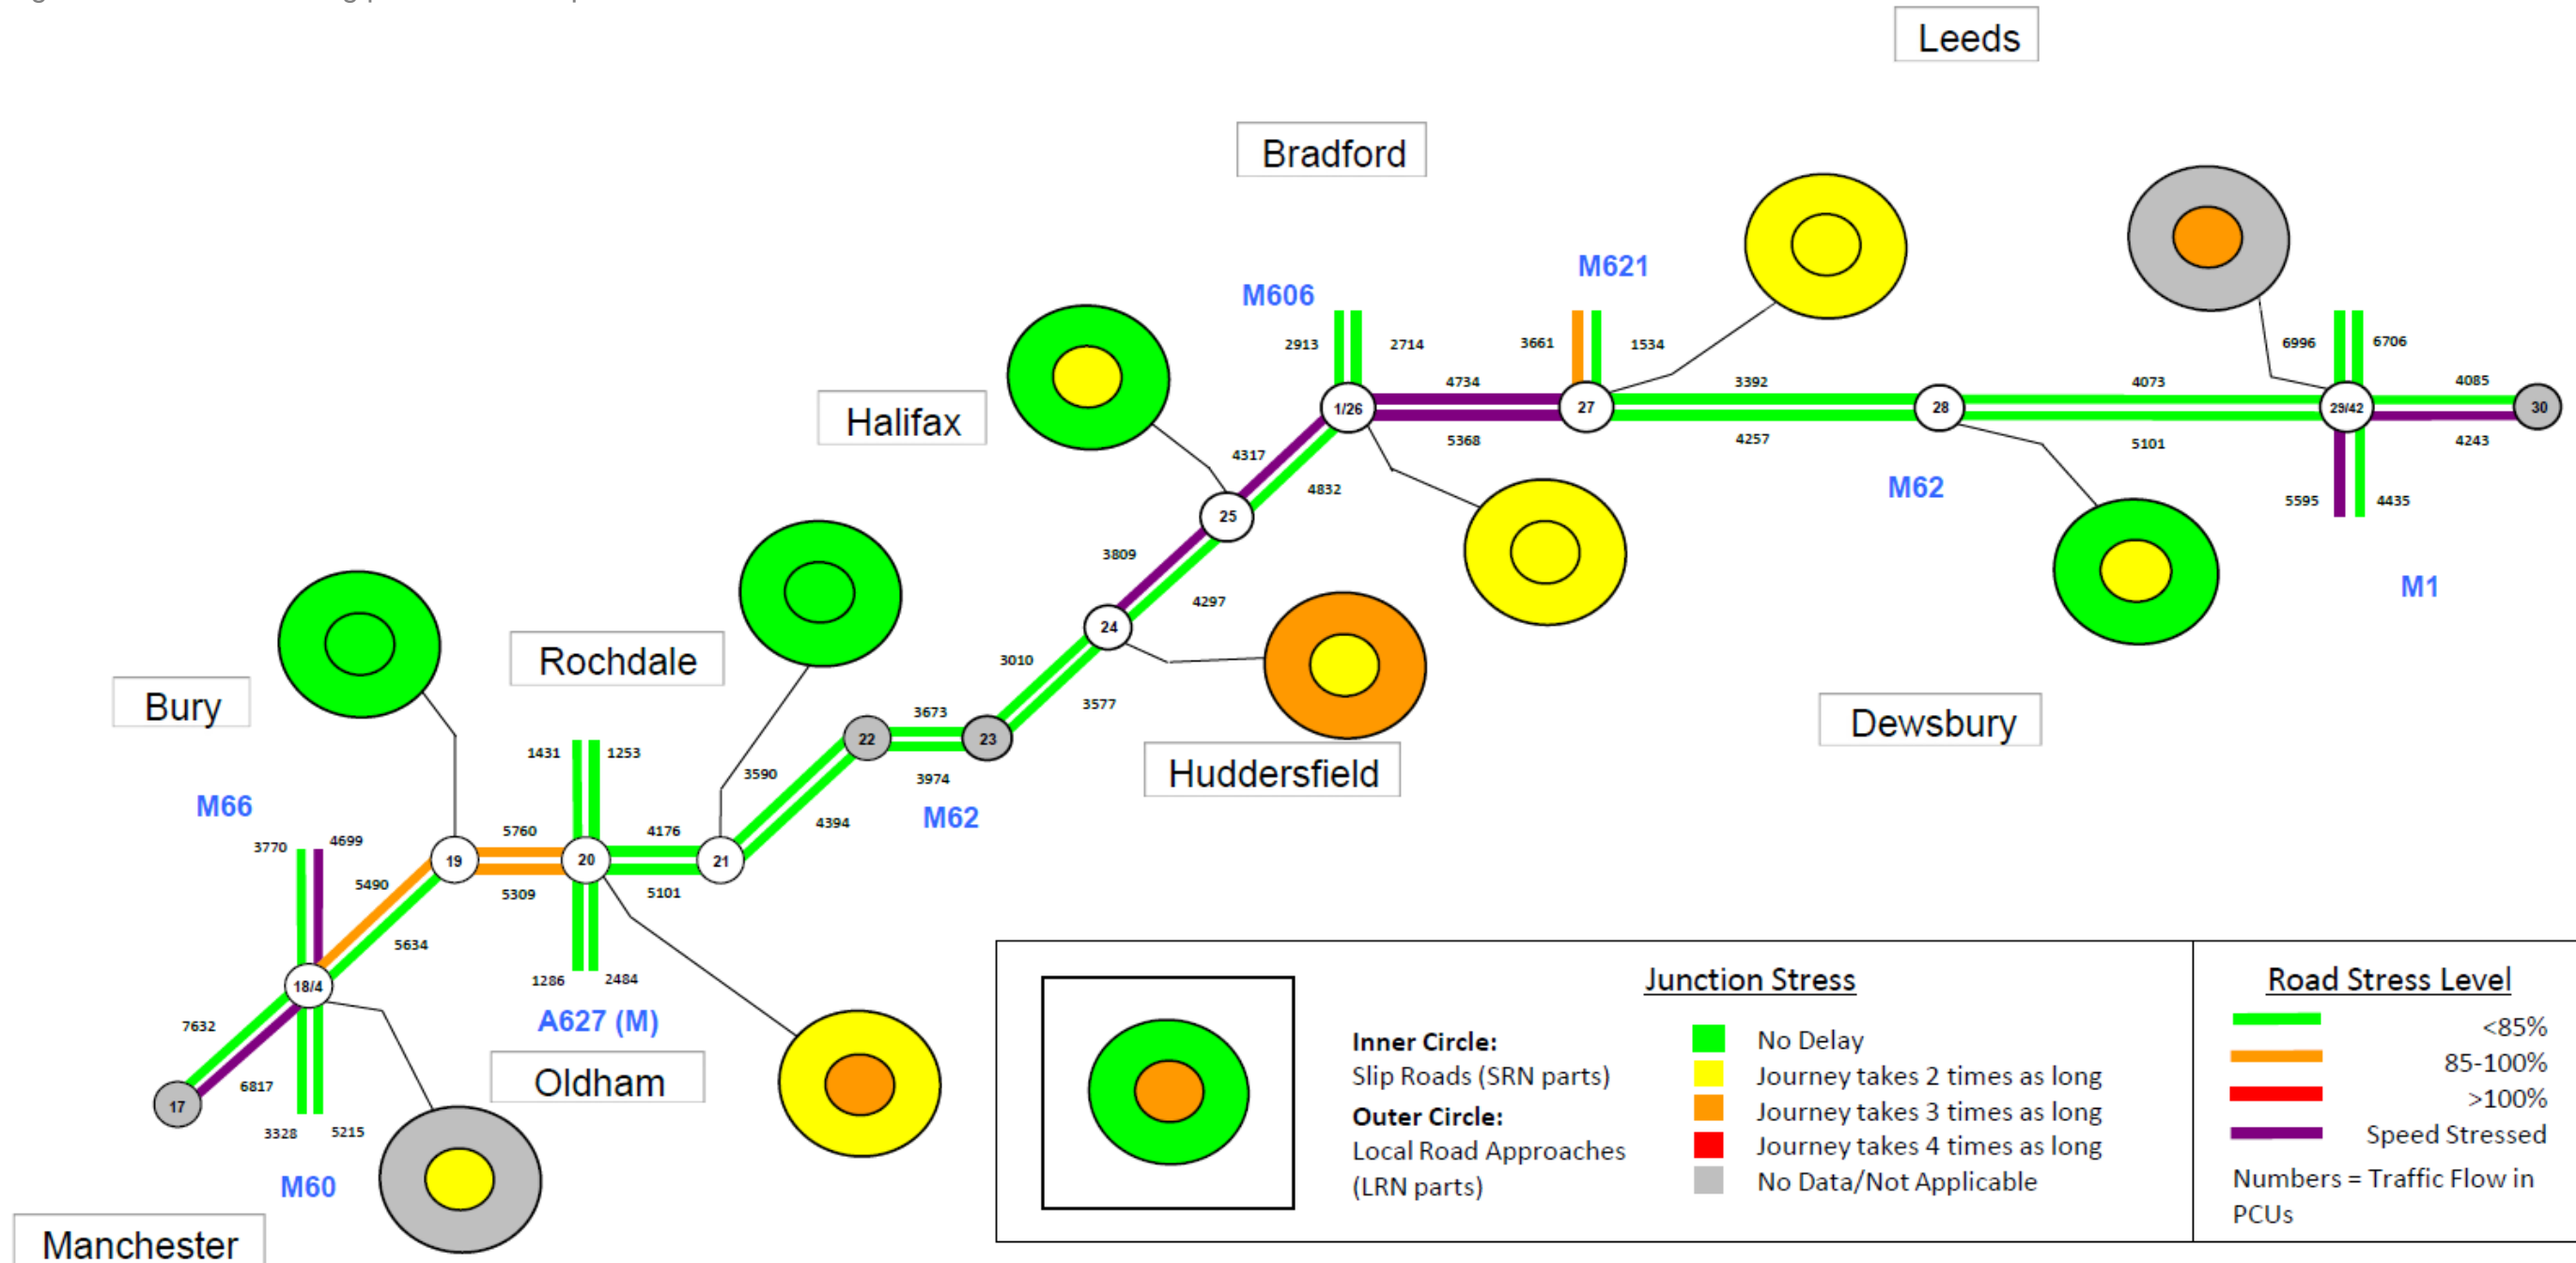 Leeds
Bradford
M621
M606
2913
2714
3661
1534
6996
6706
4734
3392
4073
4085
1/26
27
28
29/42
30
Halifax
5368
4257
5101
4243
4317
4832
M62
5595
4435
25
3809
M1
4297
24
Rochdale
3010
Bury
3577
Dewsbury
3673
22
23
Huddersfield
1431
1253
3590
3974
M66
M62
4394
3770
4699
5760
4176
19
20
21
5490
5309
5101
5634
18/4
1286
2484
7632
A627 (M)
6817
Oldham
17
3328
5215
M60
Manchester
Junction Stress
Inner Circle:
Slip Roads (SRN parts)
Outer Circle:
Local Road Approaches
(LRN parts)
No Delay
Journey takes 2 times as long
Journey takes 3 times as long
Journey takes 4 times as long
No Data/Not Applicable
Road Stress Level
<85%
85-100%
>100%
Speed Stressed
Numbers = Traffic Flow in
PCUs